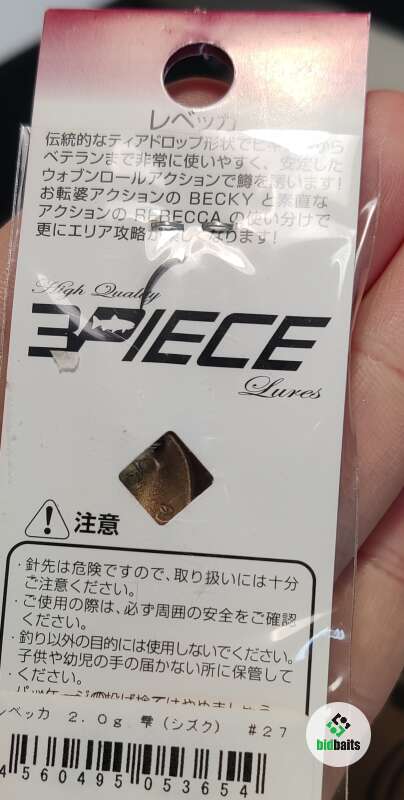 レベッカ
伝統的なティアドロップ形状でビギナーから
ベテランまで非常に使いやすく、安定した
ウォブンロールアクションで鱒を誘います!
お転婆アクションの BECKY と素直な
アクションの REBECCA の使い分けで
更にエリア攻略が楽しくなります!
High Quality
3PIECE
Lures
注意
・針先は危険ですので、取り扱いには十分
ご注意ください。
・ご使用の際は、必ず周囲の安全をご確認
ください。
・釣り以外の目的には使用しないでください。
・子供や幼児の手の届かない所に保管して
ください。
レベッカ 2.0g 雫(シズク) #27
4560495053654
bidbaits